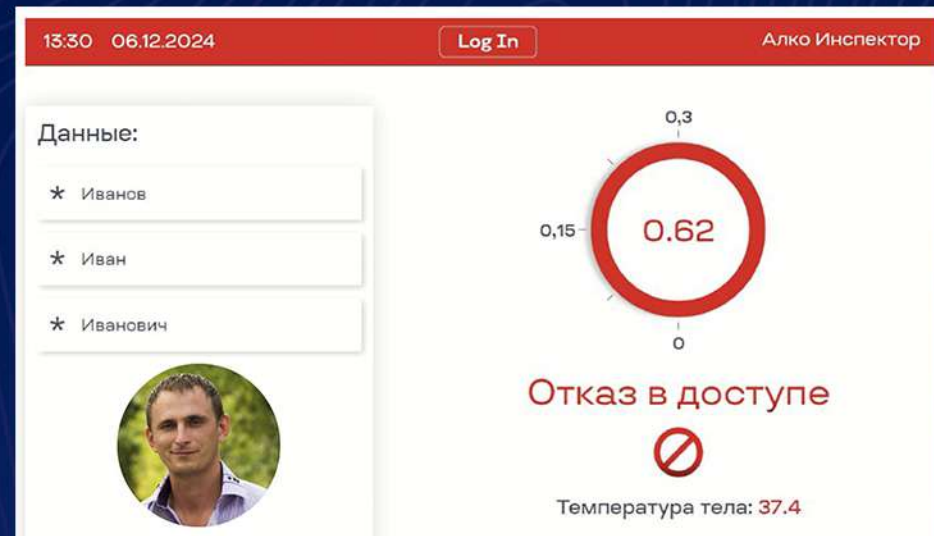 13:30 06.12.2024 Log In Алко Инспектор
Данные:
* Иванов
* Иван
* Иванович
0,3
0,15
0.62
0
Отказ в доступе
Температура тела: 37.4